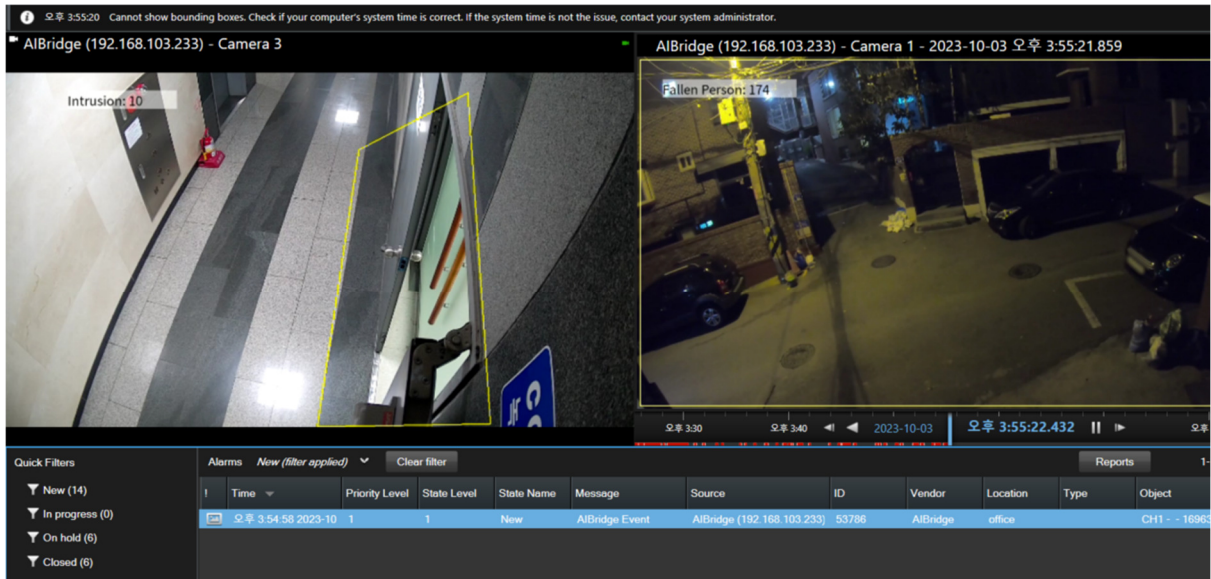 오후 3:55:20 Cannot show bounding boxes. Check if your computer's system time is correct. If the system time is not the issue, contact your system administrator.
AIBridge (192.168.103.233) - Camera 3
AIBridge (192.168.103.233) - Camera 1 - 2023-10-03 오후 3:55:21.859
Intrusion: 10
Fallen Person: 174
CC
오후 3:30 오후 3:40 2023-10-03 오후 3:55:22.432 오후
Quick Filters
New (14)
In progress (0)
On hold (6)
Closed (6)
Alarms New (filter applied) Clear filter Reports 1-
! Time Priority Level State Level State Name Message Source ID Vendor Location Type Object
오후 3:54:58 2023-10 1 1 New AIBridge Event AIBridge (192.168.103.233) 53786 AIBridge office CH1 - - 16963